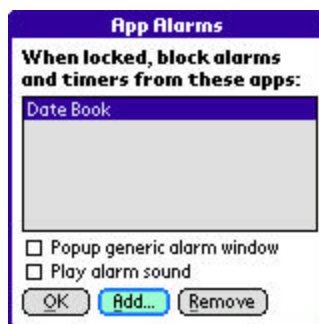 App Alarms
When locked, block alarms
and timers from these apps:
Date Book
Popup generic alarm window
Play alarm sound
OK Add... Remove